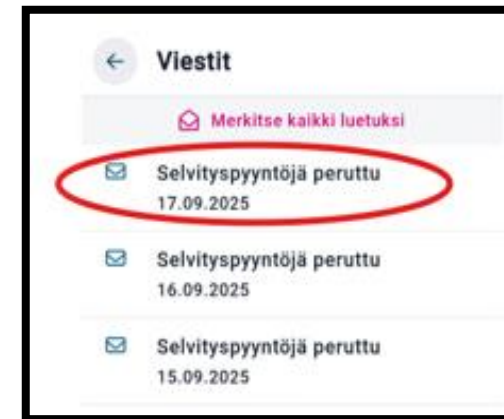 Viestit
Merkitse kaikki luetuksi
Selvityspyyntöjä peruttu
17.09.2025
Selvityspyyntöjä peruttu
16.09.2025
Selvityspyyntöjä peruttu
15.09.2025